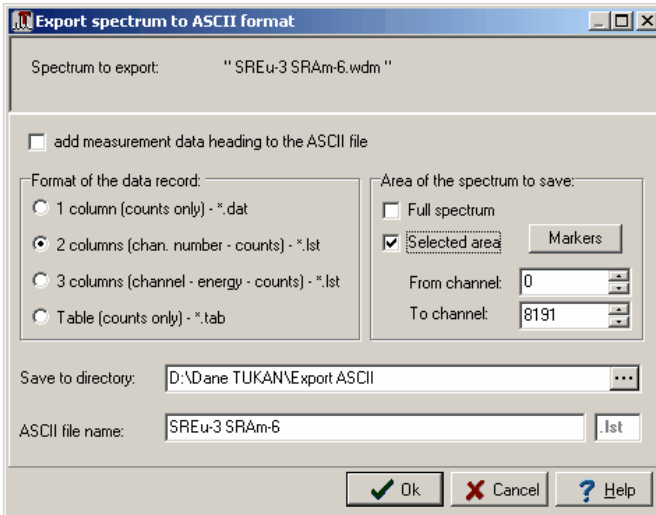 Export spectrum to ASCII format
Spectrum to export: " SREu-3 SRAm-6.wdm "
add measurement data heading to the ASCII file
Format of the data record:
1 column (counts only) - *.dat
2 columns (chan. number - counts) - *.lst
3 columns (channel - energy - counts) - *.lst
Table (counts only) - *.tab
Area of the spectrum to save:
Full spectrum
Selected area
Markers
From channel: 0
To channel: 8191
Save to directory: D:\Dane TUKAN\Export ASCII ...
ASCII file name: SREu-3 SRAm-6 .lst
Ok Cancel ? Help